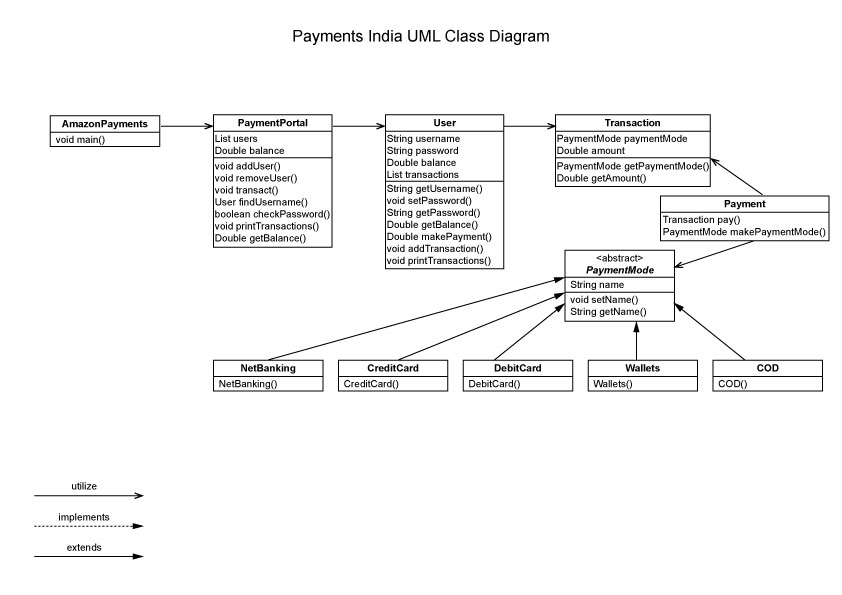 Payments India UML Class Diagram
AmazonPayments
void main()
PaymentPortal
List users
Double balance
void addUser()
void removeUser()
void transact()
User findUsername()
boolean checkPassword()
void printTransactions()
Double getBalance()
User
String username
String password
Double balance
List transactions
String getUsername()
void setPassword()
String getPassword()
Double getBalance()
Double makePayment()
void addTransaction()
void printTransactions()
Transaction
PaymentMode paymentMode
Double amount
PaymentMode getPaymentMode()
Double getAmount()
Payment
Transaction pay()
PaymentMode makePaymentMode()
<abstract>
PaymentMode
String name
void setName()
String getName()
NetBanking
NetBanking()
CreditCard
CreditCard()
DebitCard
DebitCard()
Wallets
Wallets()
COD
COD()
utilize
implements
extends